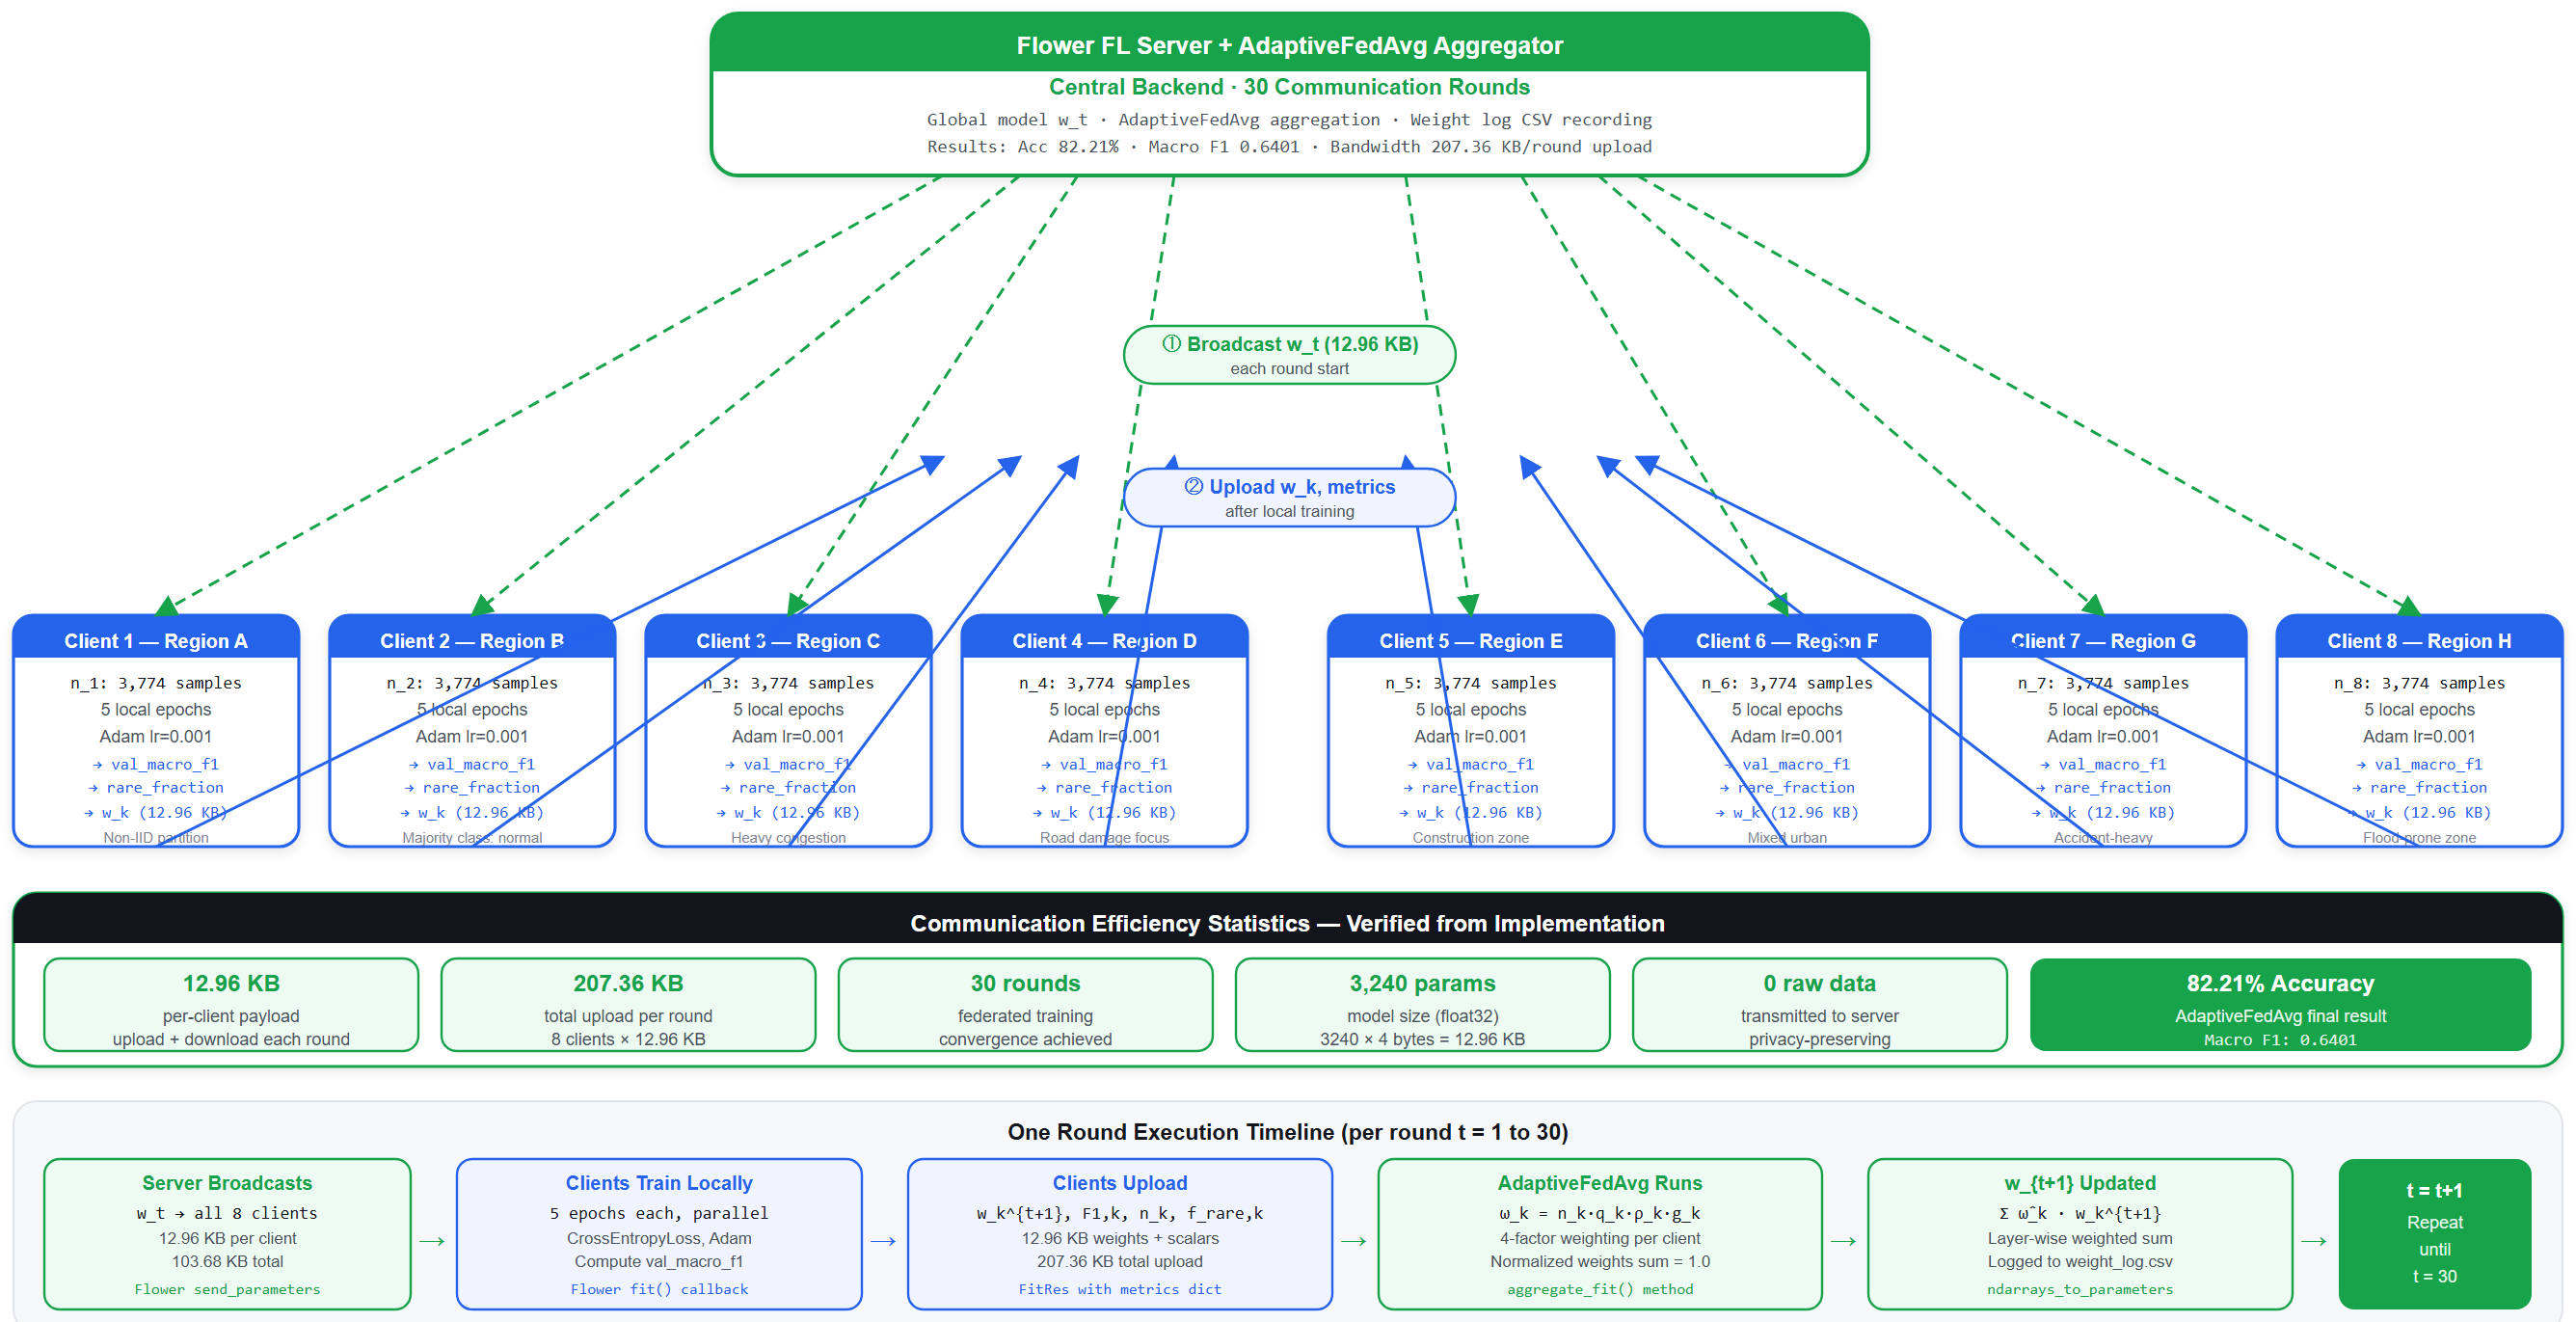 Flower FL Server + AdaptiveFedAvg Aggregator
Central Backend · 30 Communication Rounds
Global model w_t · AdaptiveFedAvg aggregation · Weight log CSV recording
Results: Acc 82.21% · Macro F1 0.6401 · Bandwidth 207.36 KB/round upload
① Broadcast w_t (12.96 KB)
each round start
② Upload w_k, metrics
after local training
Client 1 — Region A
n_1: 3,774 samples
5 local epochs
Adam lr=0.001
→ val_macro_f1
→ rare_fraction
→ w_k (12.96 KB)
Non-IID partition
Client 2 — Region B
n_2: 3,774 samples
5 local epochs
Adam lr=0.001
→ val_macro_f1
→ rare_fraction
→ w_k (12.96 KB)
Majority class: normal
Client 3 — Region C
n_3: 3,774 samples
5 local epochs
Adam lr=0.001
→ val_macro_f1
→ rare_fraction
→ w_k (12.96 KB)
Heavy congestion
Client 4 — Region D
n_4: 3,774 samples
5 local epochs
Adam lr=0.001
→ val_macro_f1
→ rare_fraction
→ w_k (12.96 KB)
Road damage focus
Client 5 — Region E
n_5: 3,774 samples
5 local epochs
Adam lr=0.001
→ val_macro_f1
→ rare_fraction
→ w_k (12.96 KB)
Construction zone
Client 6 — Region F
n_6: 3,774 samples
5 local epochs
Adam lr=0.001
→ val_macro_f1
→ rare_fraction
→ w_k (12.96 KB)
Mixed urban
Client 7 — Region G
n_7: 3,774 samples
5 local epochs
Adam lr=0.001
→ val_macro_f1
→ rare_fraction
→ w_k (12.96 KB)
Accident-heavy
Client 8 — Region H
n_8: 3,774 samples
5 local epochs
Adam lr=0.001
→ val_macro_f1
→ rare_fraction
→ w_k (12.96 KB)
Flood-prone zone
Communication Efficiency Statistics — Verified from Implementation
12.96 KB
per-client payload
upload + download each round
207.36 KB
total upload per round
8 clients × 12.96 KB
30 rounds
federated training
convergence achieved
3,240 params
model size (float32)
3240 × 4 bytes = 12.96 KB
0 raw data
transmitted to server
privacy-preserving
82.21% Accuracy
AdaptiveFedAvg final result
Macro F1: 0.6401
One Round Execution Timeline (per round t = 1 to 30)
Server Broadcasts
w_t → all 8 clients
12.96 KB per client
103.68 KB total
Flower send_parameters
→
Clients Train Locally
5 epochs each, parallel
CrossEntropyLoss, Adam
Compute val_macro_f1
Flower fit() callback
→
Clients Upload
w_k^{t+1}, F1,k, n_k, f_rare,k
12.96 KB weights + scalars
207.36 KB total upload
FitRes with metrics dict
→
AdaptiveFedAvg Runs
ω_k = n_k·q_k·ρ_k·g_k
4-factor weighting per client
Normalized weights sum = 1.0
aggregate_fit() method
→
w_{t+1} Updated
Σ ω̂_k · w_k^{t+1}
Layer-wise weighted sum
Logged to weight_log.csv
ndarrays_to_parameters
→
t = t+1
Repeat
until
t = 30